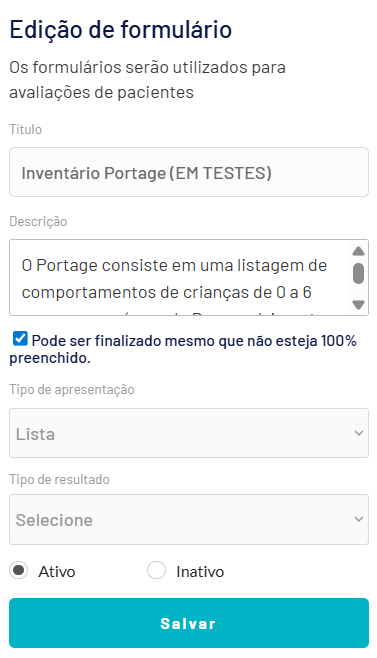 Edição de formulário
Os formulários serão utilizados para
avaliações de pacientes
Título
Inventário Portage (EM TESTES)
Descrição
O Portage consiste em uma listagem de
comportamentos de crianças de 0 a 6
Pode ser finalizado mesmo que não esteja 100%
preenchido.
Tipo de apresentação
Lista
Tipo de resultado
Selecione
Ativo
Inativo
Salvar